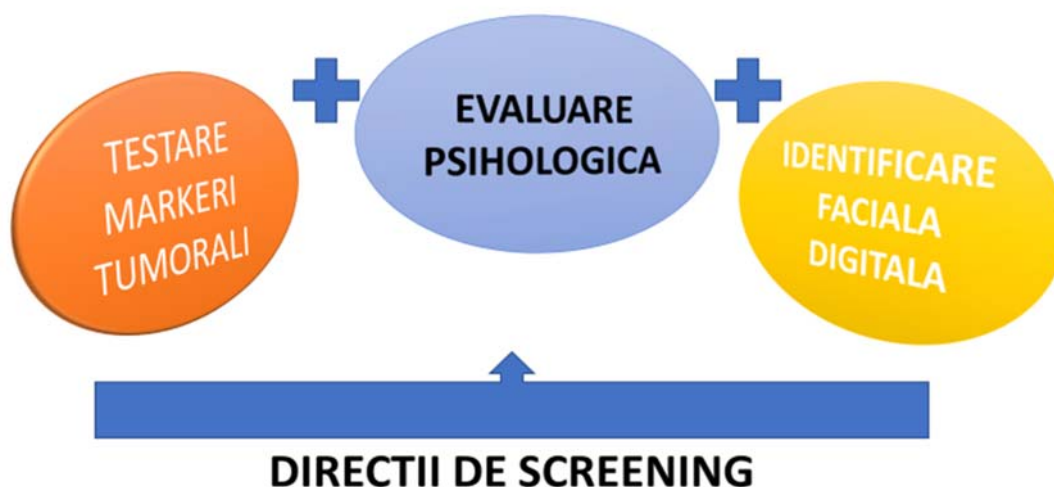 TESTARE
MARKERI
TUMORALI
EVALUARE
PSIHOLOGICA
IDENTIFICARE
FACIALA
DIGITALA
DIRECTII DE SCREENING